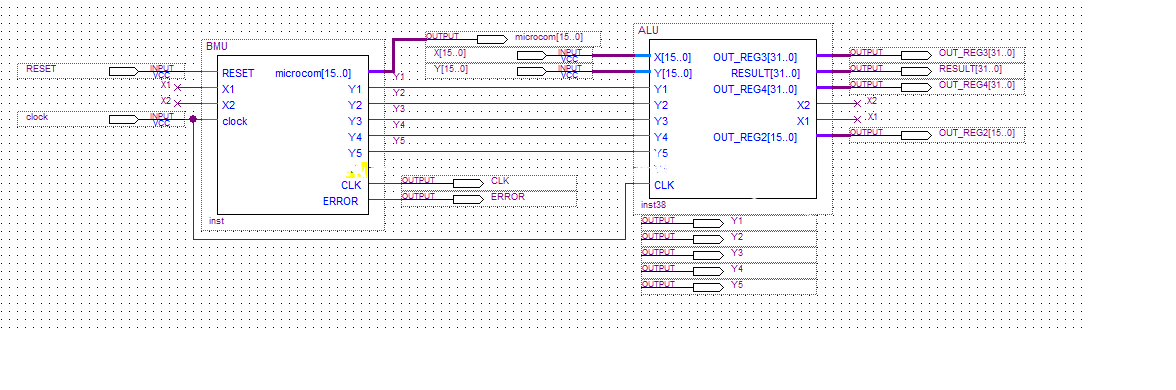 BMU
RESET
INPUT
VCC
X1
X2
clock
INPUT
VCC
RESET
X1
X2
clock
microcom[15..0]
Y1
Y2
Y3
Y4
Y5
CLK
ERROR
inst
Y1
Y2
Y3
Y4
Y5
OUTPUT
microcom[15..0]
X[15..0]
INPUT
VCC
Y[15..0]
INPUT
VCC
OUTPUT
CLK
OUTPUT
ERROR
ALU
X[15..0]
Y[15..0]
Y1
Y2
Y3
Y4
Y5
CLK
OUT_REG3[31..0]
RESULT[31..0]
OUT_REG4[31..0]
X2
X1
OUT_REG2[15..0]
inst38
OUTPUT
OUT_REG3[31..0]
OUTPUT
RESULT[31..0]
OUTPUT
OUT_REG4[31..0]
X2
X1
OUTPUT
OUT_REG2[15..0]
OUTPUT
Y1
OUTPUT
Y2
OUTPUT
Y3
OUTPUT
Y4
OUTPUT
Y5